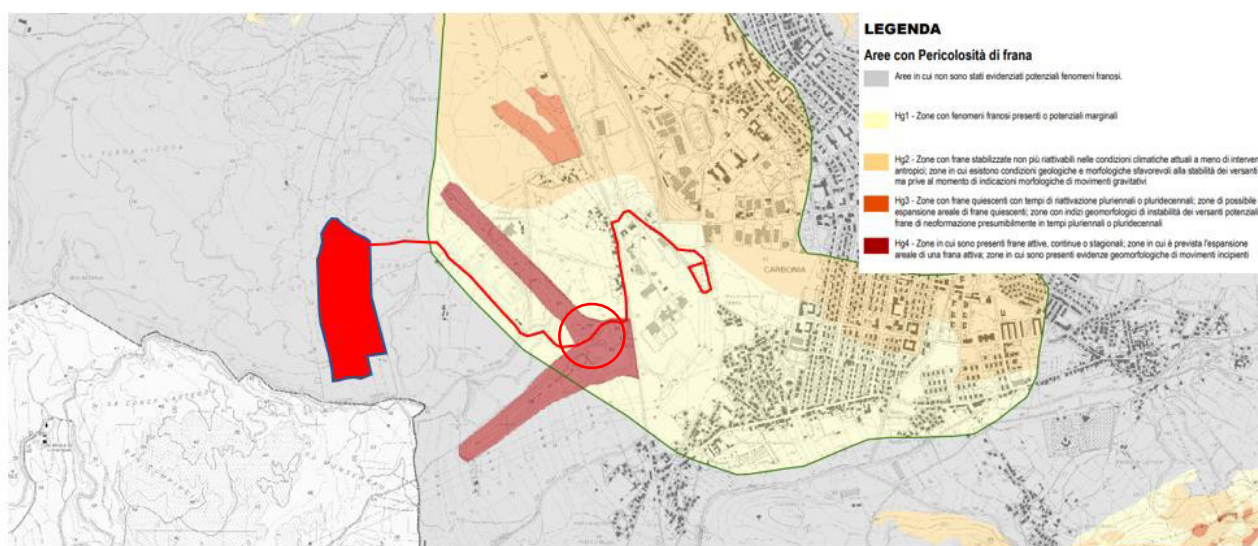 LEGENDA
Aree con Pericolosità di frana
Aree in cui non sono stati evidenziati potenziali fenomeni franosi.
Hg1 - Zone con fenomeni franosi presenti o potenziali marginali
Hg2 - Zone con frane stabilizzate non più riattivabili nelle condizioni climatiche attuali a meno di interven
antropici; zone in cui esistono condizioni geologiche e morfologiche sfavorevoli alla stabilità dei versanti
ma prive al momento di indicazioni morfologiche di movimenti gravitativi
Hg3 - Zone con frane quiescenti con tempi di riattivazione pluriennali o pluridecennali; zone di possibile
espansione areale di frane quiescenti; zone con indizi geomorfologici di instabilità dei versanti potenziali
frane di neoformazione presumibilmente in tempi pluriennali o pluridecennali
Hg4 - Zone in cui sono presenti frane attive, continue o stagionali; zone in cui è prevista l'espansione
areale di una frana attiva; zone in cui sono presenti evidenze geomorfologiche di movimenti incipienti
CARBONIA